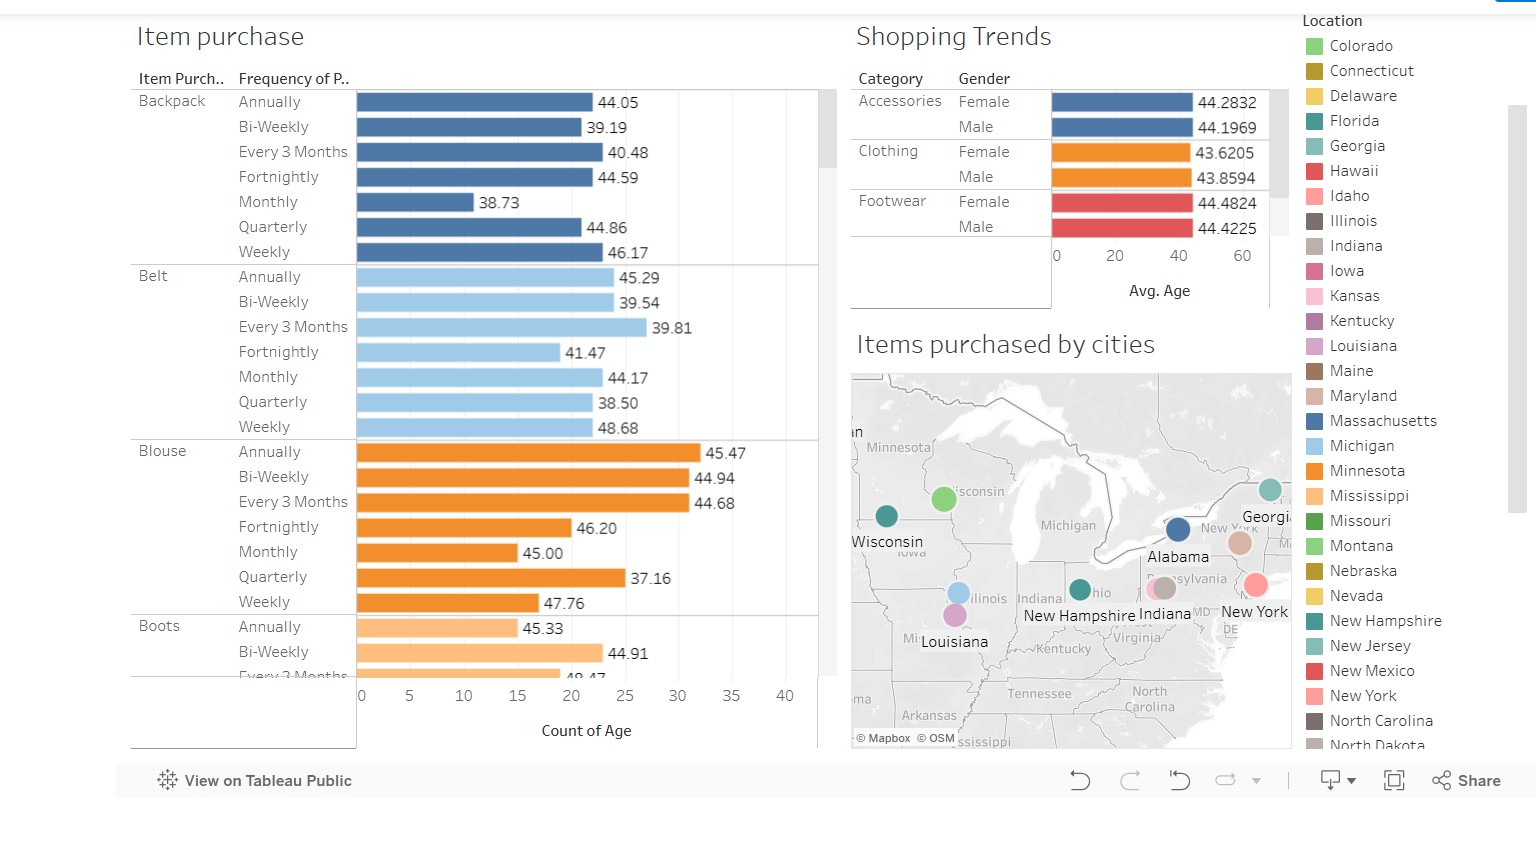 Item purchase
Item Purch.. Frequency of P..
Backpack Annually 44.05
Bi-Weekly 39.19
Every 3 Months 40.48
Fortnightly 44.59
Monthly 38.73
Quarterly 44.86
Weekly 46.17
Belt Annually 45.29
Bi-Weekly 39.54
Every 3 Months 39.81
Fortnightly 41.47
Monthly 44.17
Quarterly 38.50
Weekly 48.68
Blouse Annually 45.47
Bi-Weekly 44.94
Every 3 Months 44.68
Fortnightly 46.20
Monthly 45.00
Quarterly 37.16
Weekly 47.76
Boots Annually 45.33
Bi-Weekly 44.91
Every 3 Months 48.47
0 5 10 15 20 25 30 35 40
Count of Age
Shopping Trends
Category Gender
Accessories Female 44.2832
Male 44.1969
Clothing Female 43.6205
Male 43.8594
Footwear Female 44.4824
Male 44.4225
0 20 40 60
Avg. Age
Items purchased by cities
Minnesota
Wisconsin
Iowa
isconsin
Michigan
New York
Georgi
Alabama
Illinois
Indiana
hio
sylvania
New Hampshire
Indiana
New York
MD
DE
Louisiana
Kentucky
Virginia
Tennessee
North
Carolina
Arkansas
ssissippi
© Mapbox © OSM
Location
Colorado
Connecticut
Delaware
Florida
Georgia
Hawaii
Idaho
Illinois
Indiana
Iowa
Kansas
Kentucky
Louisiana
Maine
Maryland
Massachusetts
Michigan
Minnesota
Mississippi
Missouri
Montana
Nebraska
Nevada
New Hampshire
New Jersey
New Mexico
New York
North Carolina
North Dakota
View on Tableau Public
Share